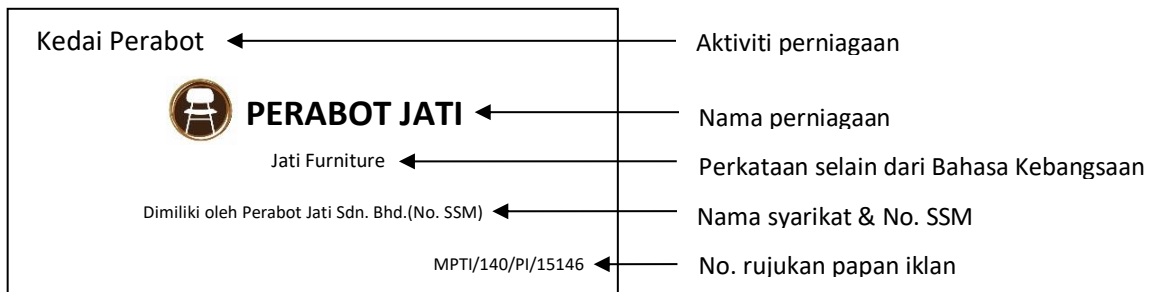 Kedai Perabot
Aktiviti perniagaan
PERABOT JATI
Nama perniagaan
Jati Furniture
Perkataan selain dari Bahasa Kebangsaan
Dimiliki oleh Perabot Jati Sdn. Bhd.(No. SSM)
Nama syarikat & No. SSM
MPTI/140/PI/15146
No. rujukan papan iklan